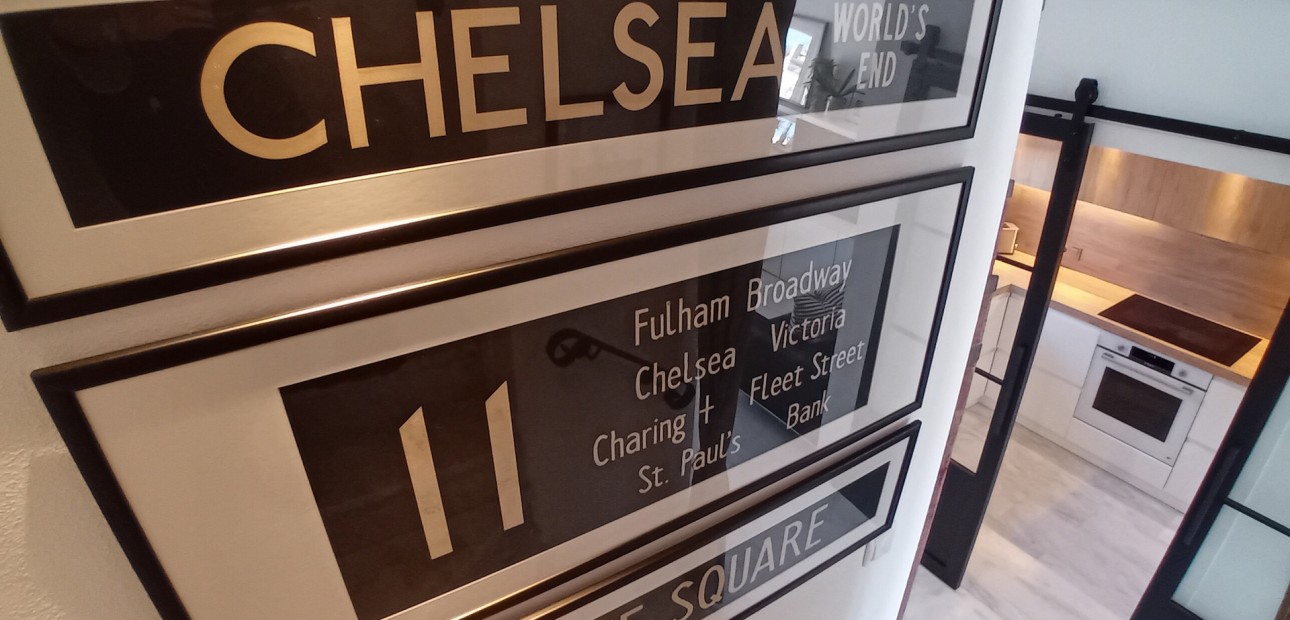 CHELSEA
WORLD'S
END
11
Fulham Broadway
Chelsea Victoria
Charing + Fleet Street
St. Paul's Bank
SQUARE